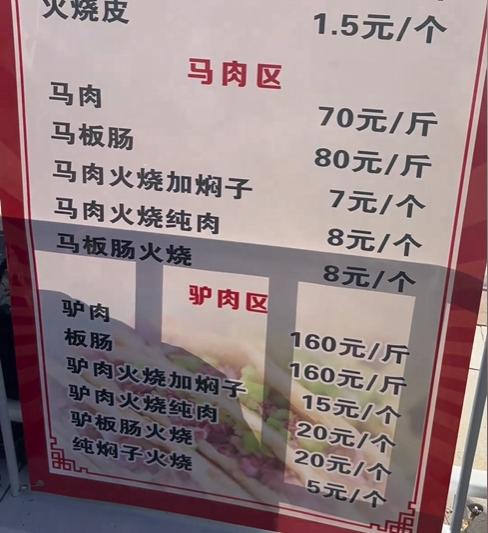 火烧皮 1.5元/个
马肉区
马肉 70元/斤
马板肠 80元/斤
马肉火烧加焖子 7元/个
马肉火烧纯肉 8元/个
马板肠火烧 8元/个
驴肉区
驴肉 160元/斤
板肠 160元/斤
驴肉火烧加焖子 15元/个
驴肉火烧纯肉 20元/个
驴板肠火烧 20元/个
纯焖子火烧 5元/个